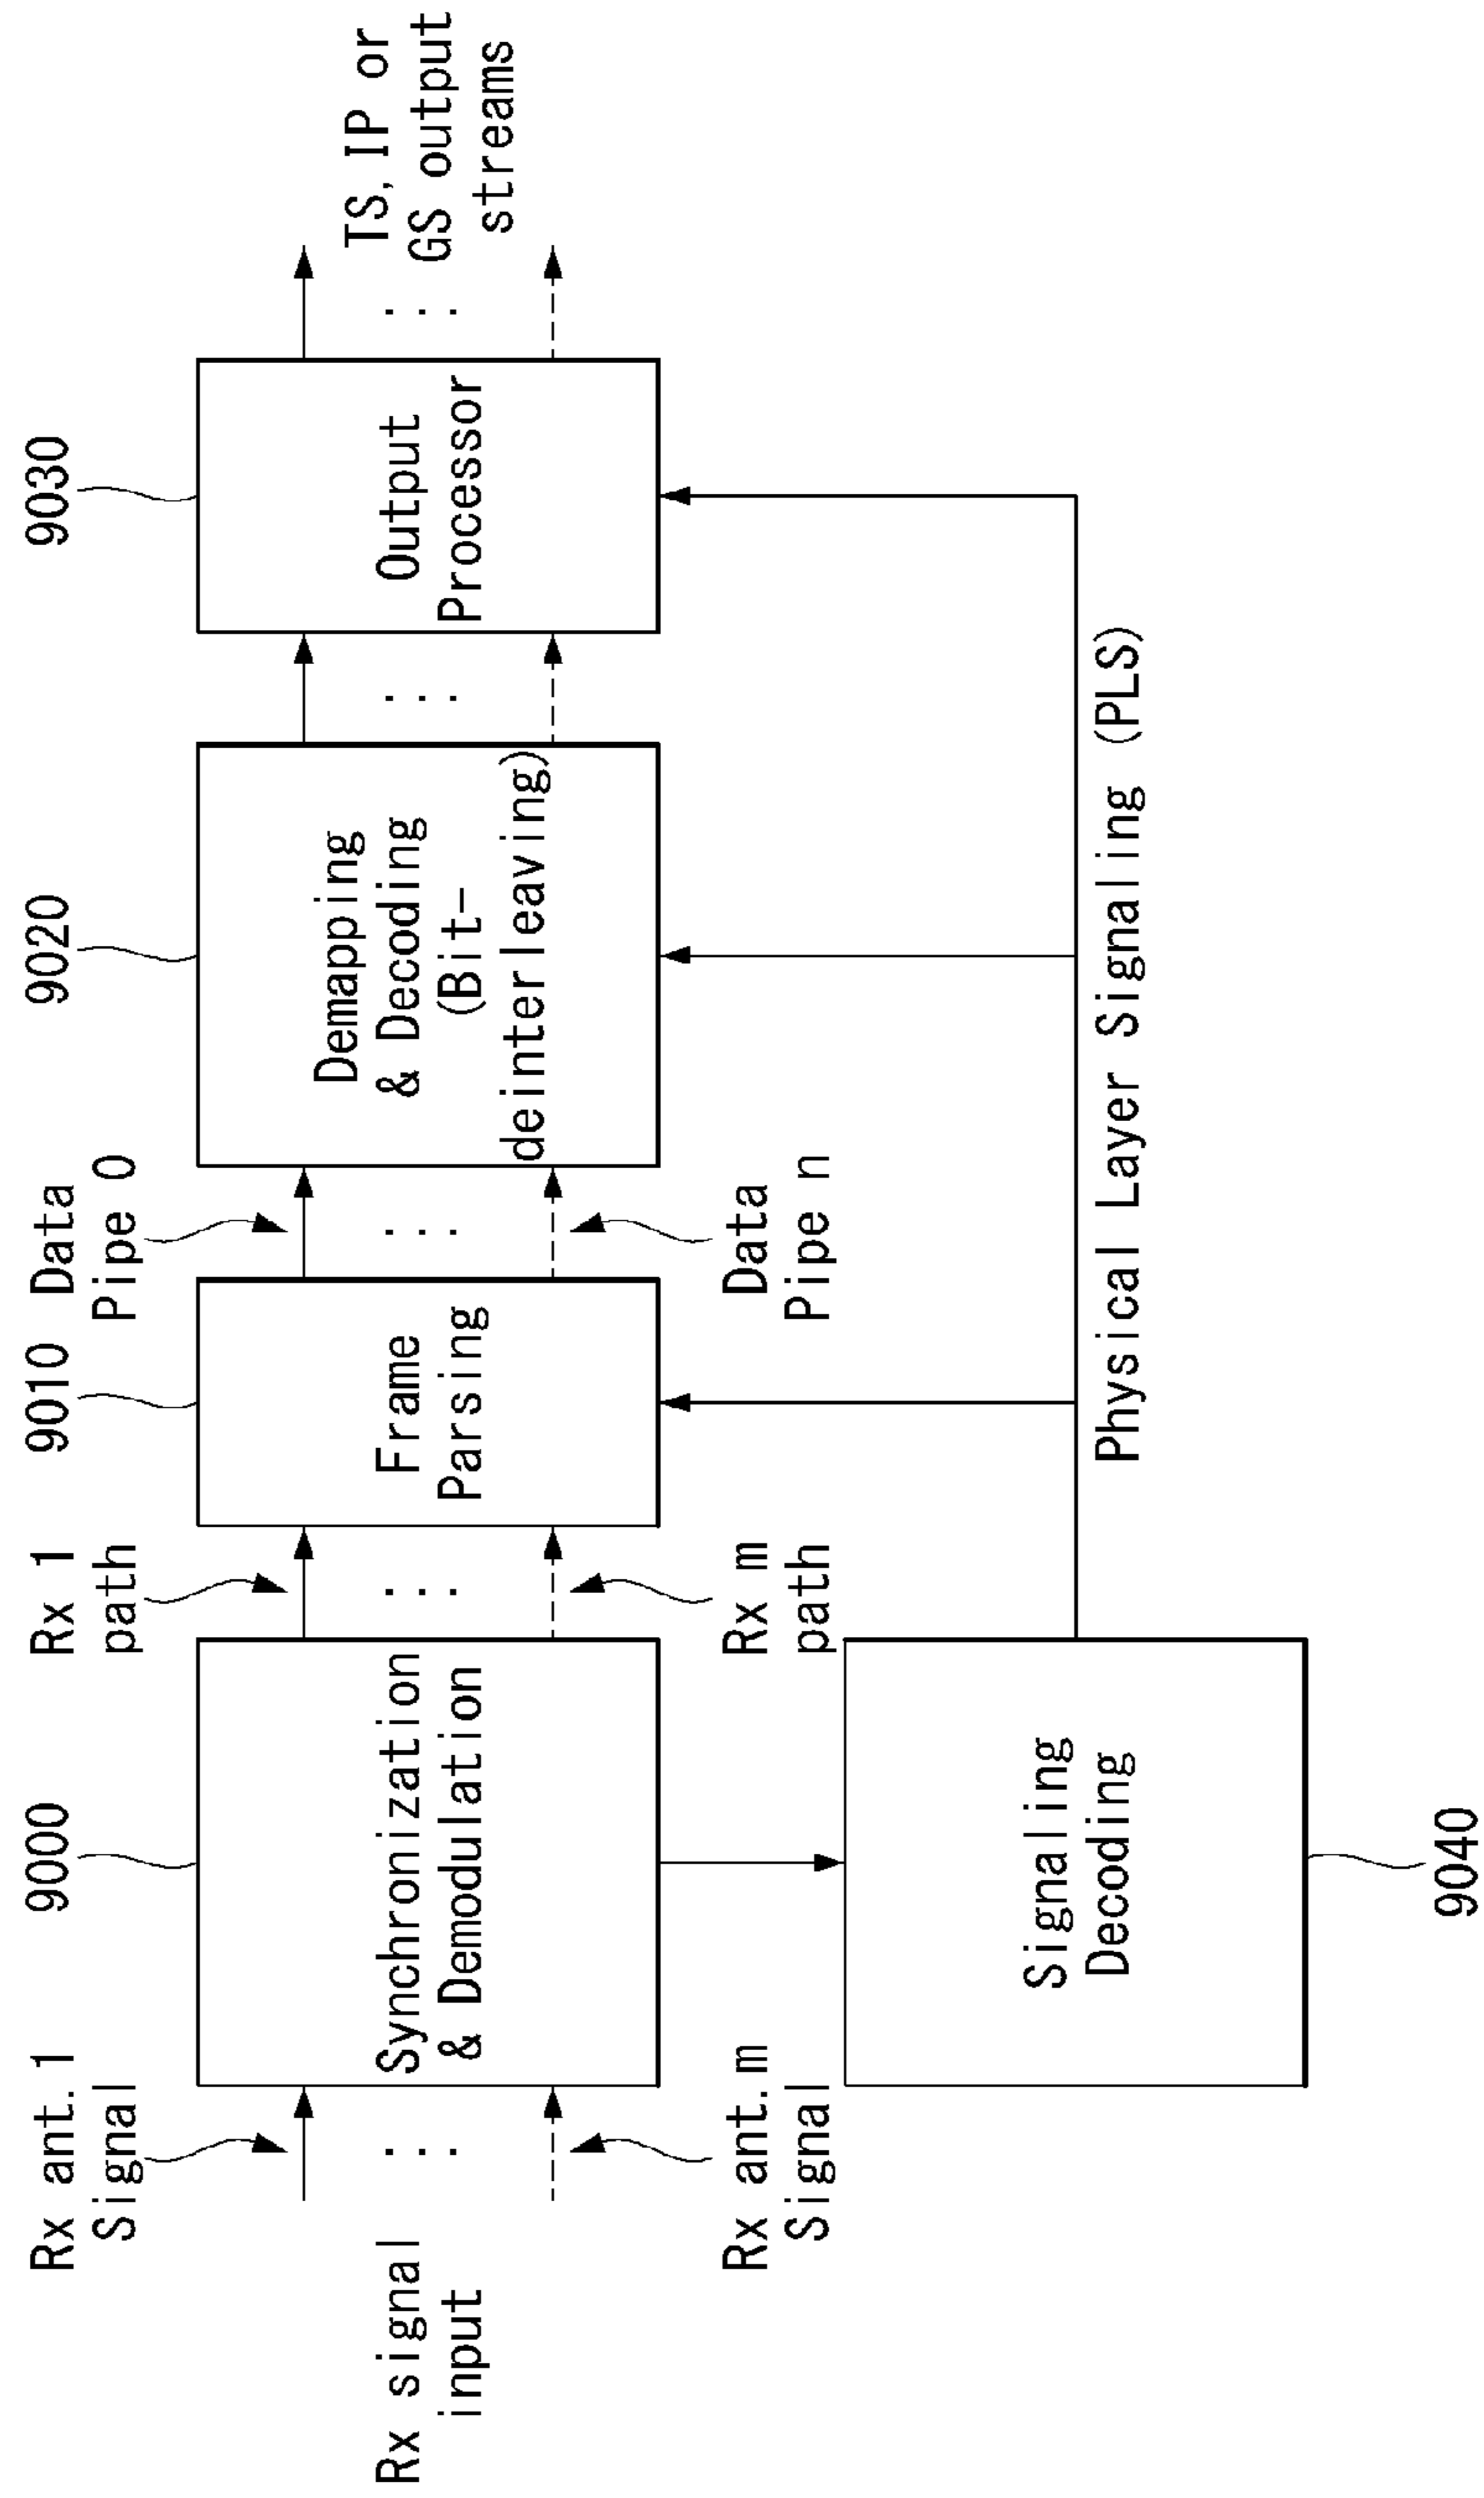 Rx signal
input
Rx ant.1
Signal
Rx ant.m
Signal
9000
Synchronization
& Demodulation
Rx 1
path
Rx m
path
9010
Frame
Parsing
Data
Pipe 0
Data
Pipe n
9020
Demapping
& Decoding
(Bit-
deinterleaving)
9030
Output
Processor
TS, IP or
GS output
streams
Signaling
Decoding
9040
Physical Layer Signaling (PLS)